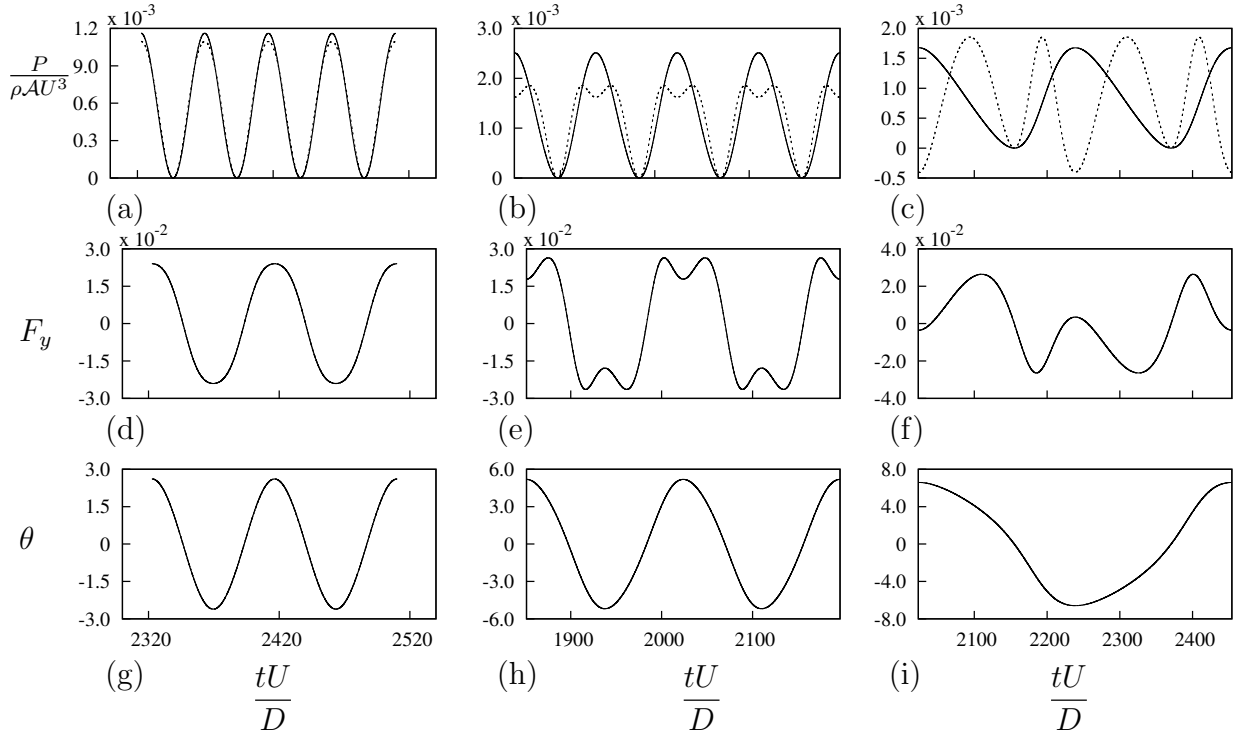 x 10⁻³ x 10⁻³ x 10⁻³
P/ρ𝒜U³
1.2 9.0 0.6 0.3 0
3.0 2.0 1.0 0
2.0 1.5 1.0 0.5 0 -0.5
(a) (b) (c)
x 10⁻² x 10⁻² x 10⁻²
F_y
3.0 1.5 0 -1.5 -3.0
3.0 1.5 0 -1.5 -3.0
4.0 2.0 0 -2.0 -4.0
(d) (e) (f)
θ
3.0 1.5 0 -1.5 -3.0
6.0 3.0 0 -3.0 -6.0
8.0 4.0 0 -4.0 -8.0
2320 2420 2520 1900 2000 2100 2100 2200 2300 2400
(g) (h) (i)
tU/D tU/D tU/D